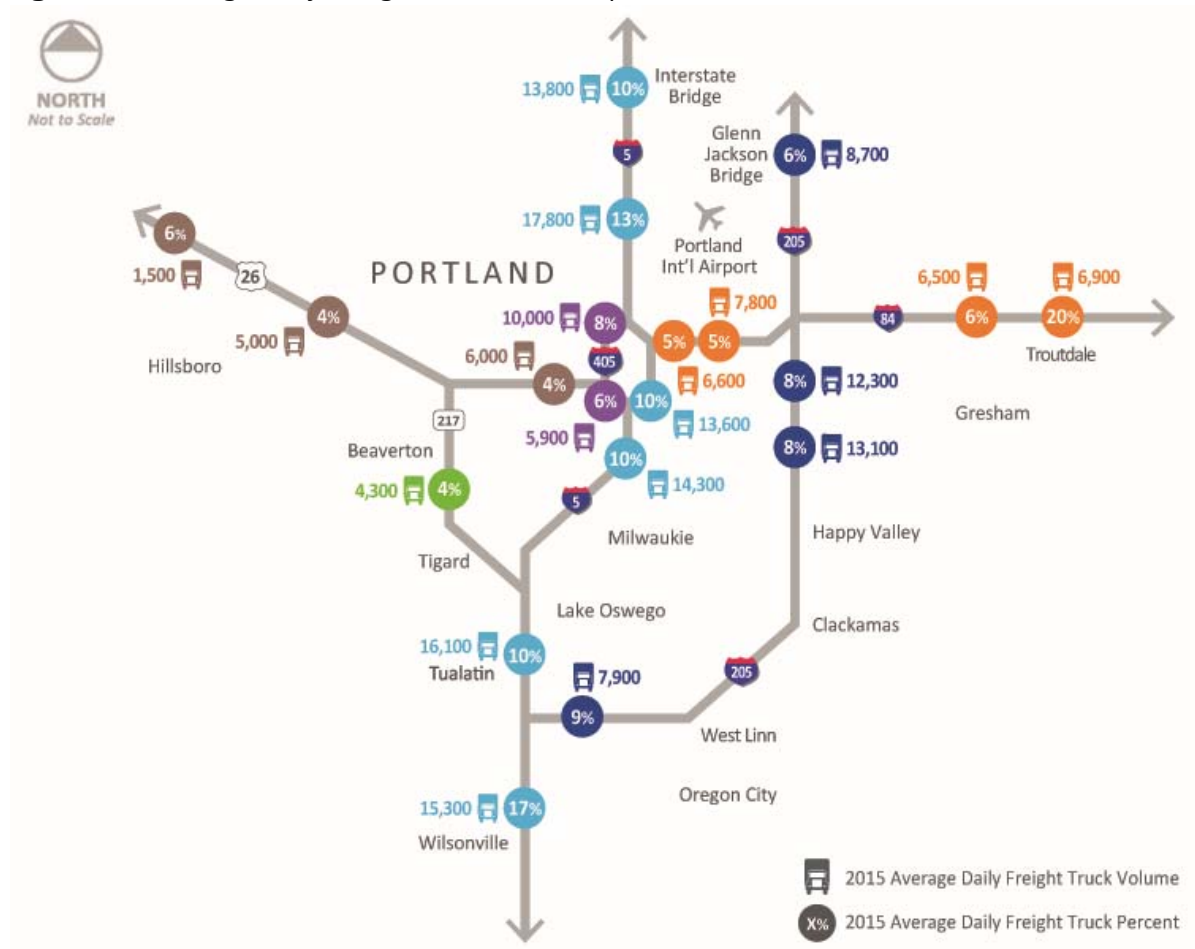 NORTH
Not to Scale
13,800
10%
Interstate
Bridge
5
Glenn
Jackson
Bridge
6%
8,700
17,800
13%
Portland
Int'l Airport
205
6%
1,500
26
PORTLAND
4%
5,000
Hillsboro
10,000
8%
405
6,000
4%
6%
5,900
5%
5%
7,800
6,600
10%
13,600
84
6,500
6%
6,900
20%
Troutdale
Gresham
8%
12,300
8%
13,100
217
Beaverton
4,300
4%
10%
14,300
5
Milwaukie
Tigard
Happy Valley
Lake Oswego
Clackamas
16,100
10%
Tualatin
7,900
9%
205
West Linn
Oregon City
15,300
17%
Wilsonville
2015 Average Daily Freight Truck Volume
X%
2015 Average Daily Freight Truck Percent